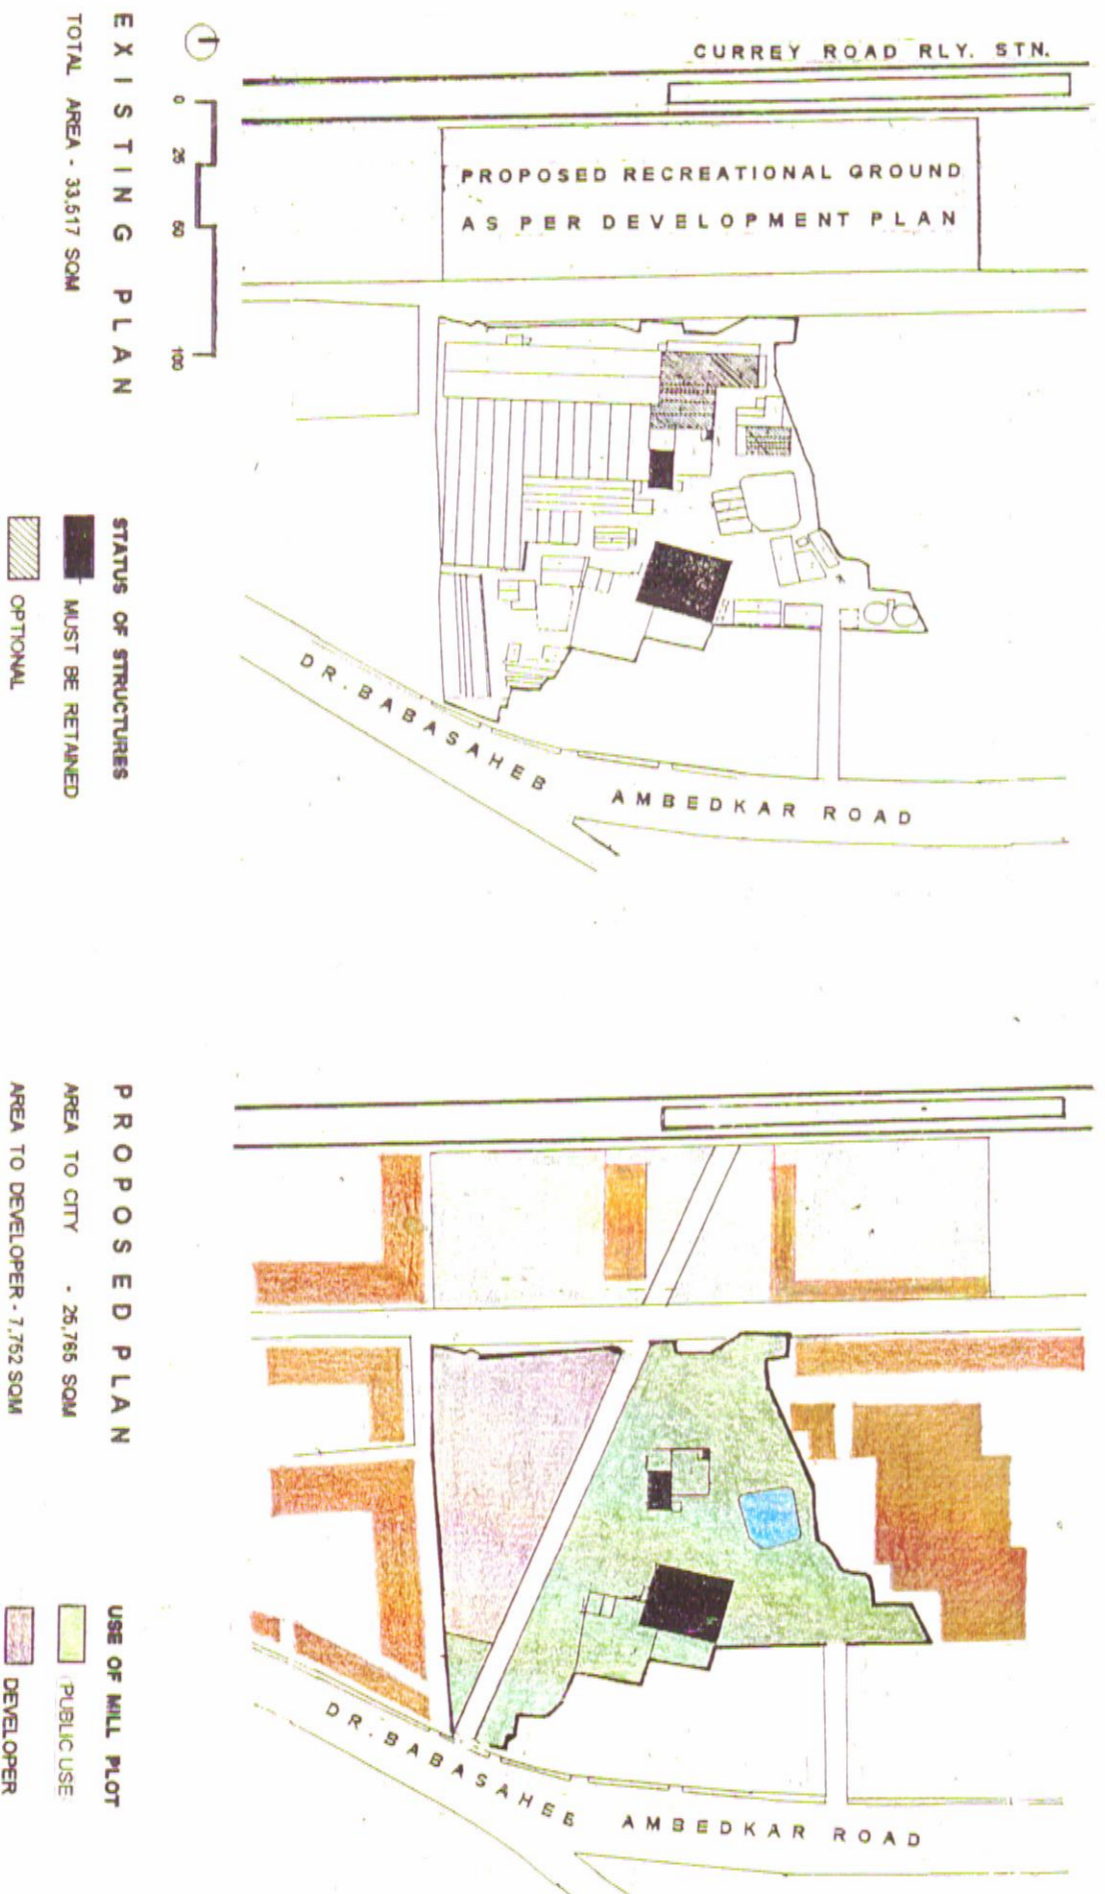 CURREY ROAD RLY. STN.
PROPOSED RECREATIONAL GROUND
AS PER DEVELOPMENT PLAN
DR. BABASAHEB AMBEDKAR ROAD
0 25 50 100
EXISTING PLAN
TOTAL AREA - 33,517 SQM
STATUS OF STRUCTURES
MUST BE RETAINED
OPTIONAL
DR. BABASAHEB AMBEDKAR ROAD
PROPOSED PLAN
AREA TO CITY - 25,765 SQM
AREA TO DEVELOPER - 7,752 SQM
USE OF MILL PLOT
PUBLIC USE
DEVELOPER